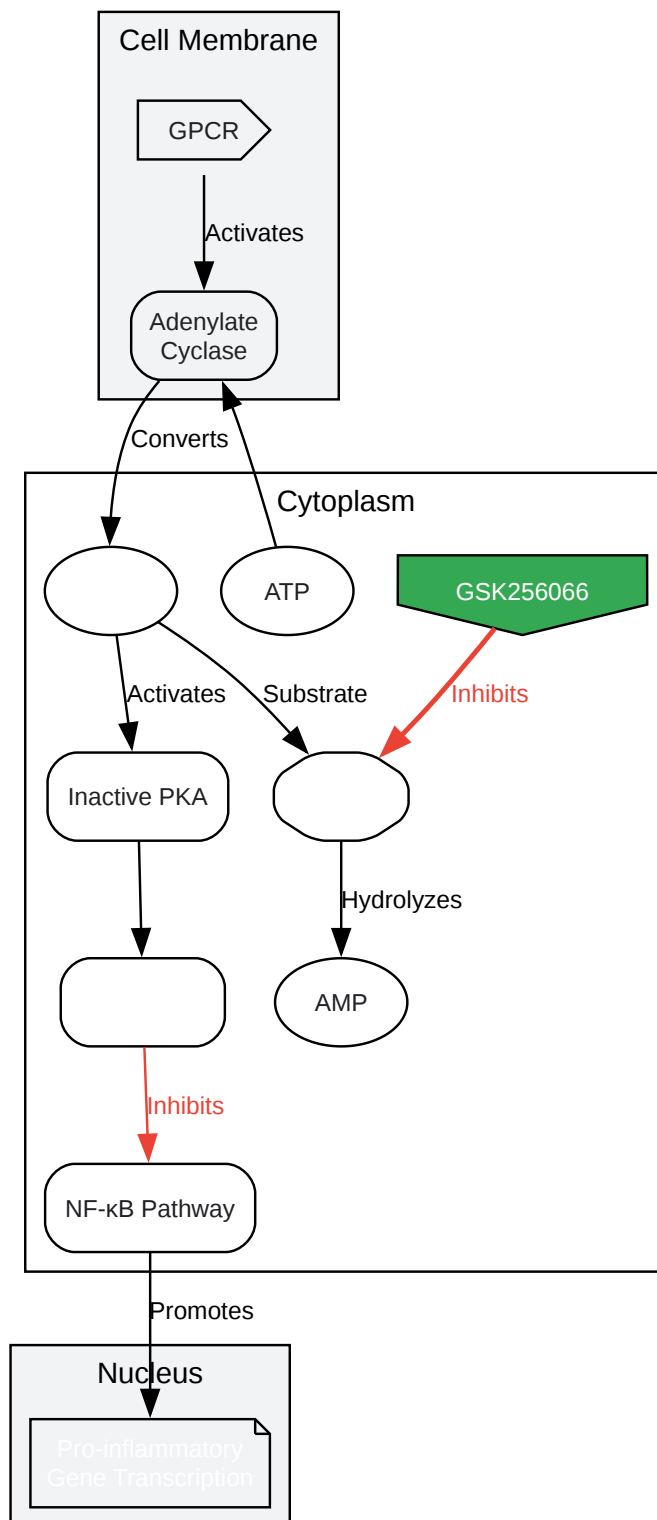 Cell Membrane
GPCR
Activates
Adenylate
Cyclase
Converts
Cytoplasm
ATP
GSK256066
Activates
Substrate
Inhibits
Inactive PKA
Hydrolyzes
AMP
Inhibits
NF-κB Pathway
Promotes
Nucleus
Pro-inflammatory
Gene Transcription